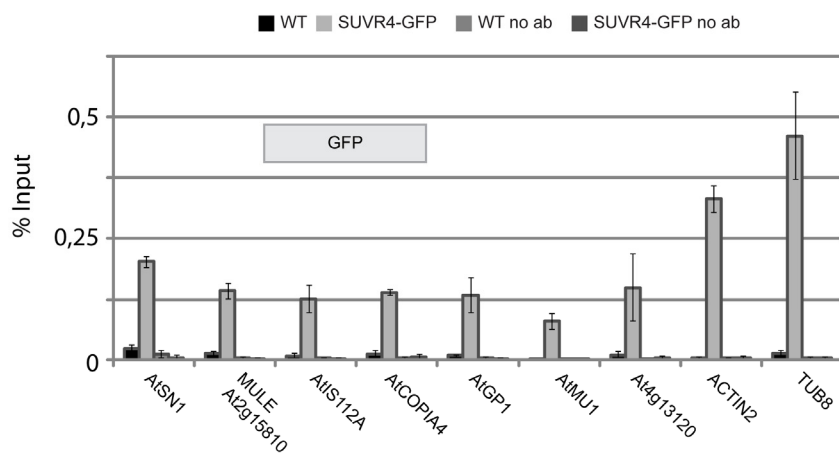 WT SUVR4-GFP WT no ab SUVR4-GFP no ab
% Input
0,5
0,25
0
GFP
AtSN1
MULE
At2g15810
AtIS112A
AtCOPIA4
AtGP1
AtMU1
At4g13120
ACTIN2
TUB8